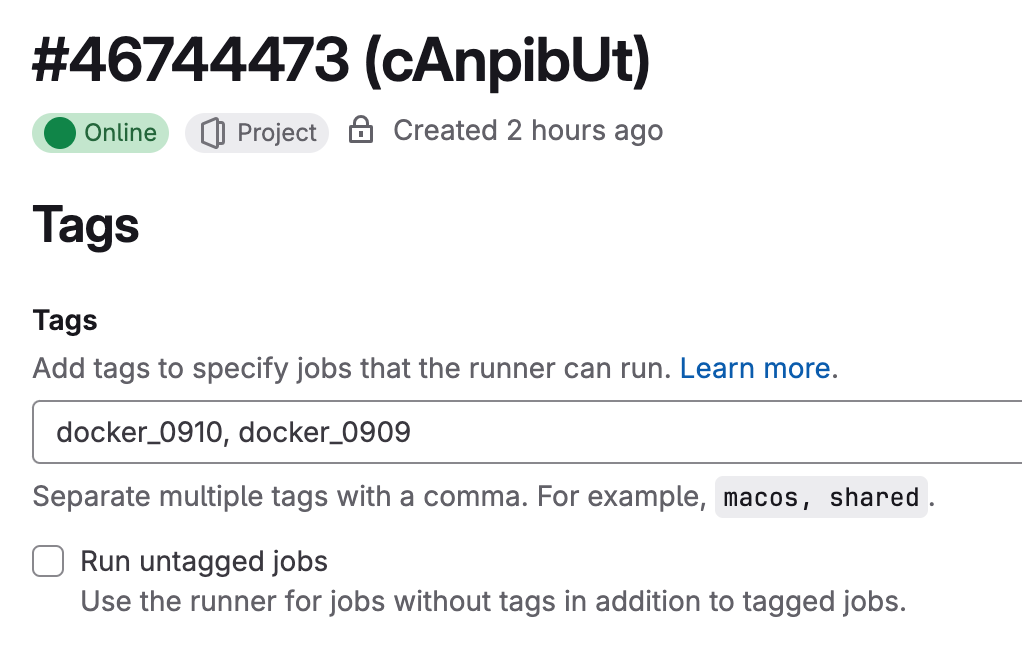 #46744473 (cAnpibUt)
Online Project Created 2 hours ago
Tags
Tags
Add tags to specify jobs that the runner can run. Learn more.
docker_0910, docker_0909
Separate multiple tags with a comma. For example, macos, shared.
Run untagged jobs
Use the runner for jobs without tags in addition to tagged jobs.